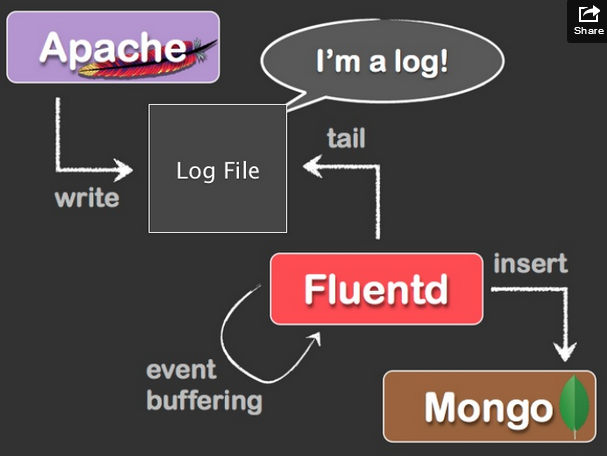 Share
Apache
I'm a log!
tail
Log File
write
insert
Fluentd
event
buffering
Mongo